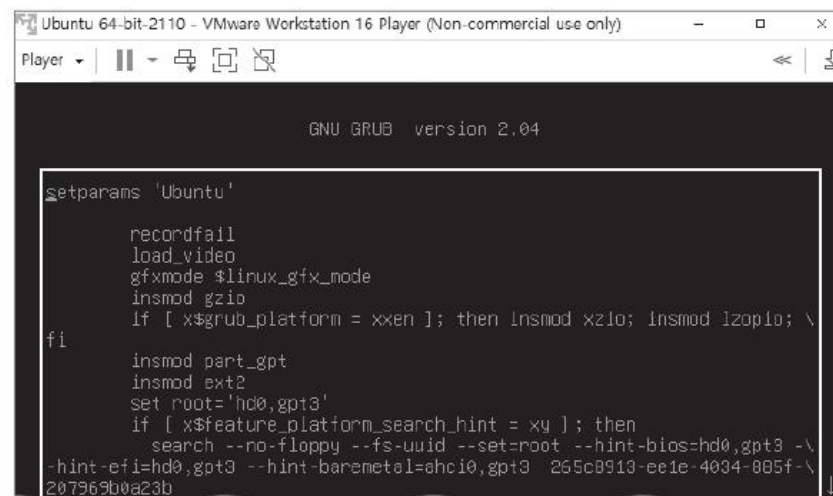 Ubuntu 64-bit-2110 - VMware Workstation 16 Player (Non-commercial use only)
Player
GNU GRUB version 2.04
setparams 'Ubuntu'
recordfail
load_video
gfxmode $linux_gfx_mode
insmod gzio
if [ x$grub_platform = xxen ]; then insmod xzio; insmod lzopio; \
fi
insmod part_gpt
insmod ext2
set root='hd0,gpt3'
if [ x$feature_platform_search_hint = xy ]; then
search --no-floppy --fs-uuid --set=root --hint-bios=hd0,gpt3 -\
-hint-efi=hd0,gpt3 --hint-baremetal=ahci0,gpt3 265c8913-ee1e-4034-885f-\
207969b0a23b